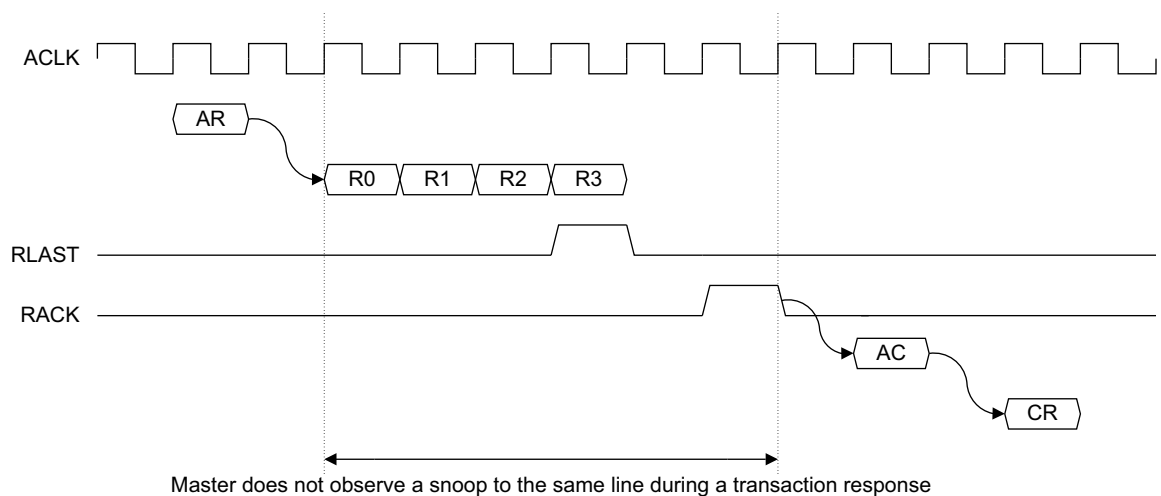 ACLK
AR
R0 R1 R2 R3
RLAST
RACK
AC
CR
Master does not observe a snoop to the same line during a transaction response